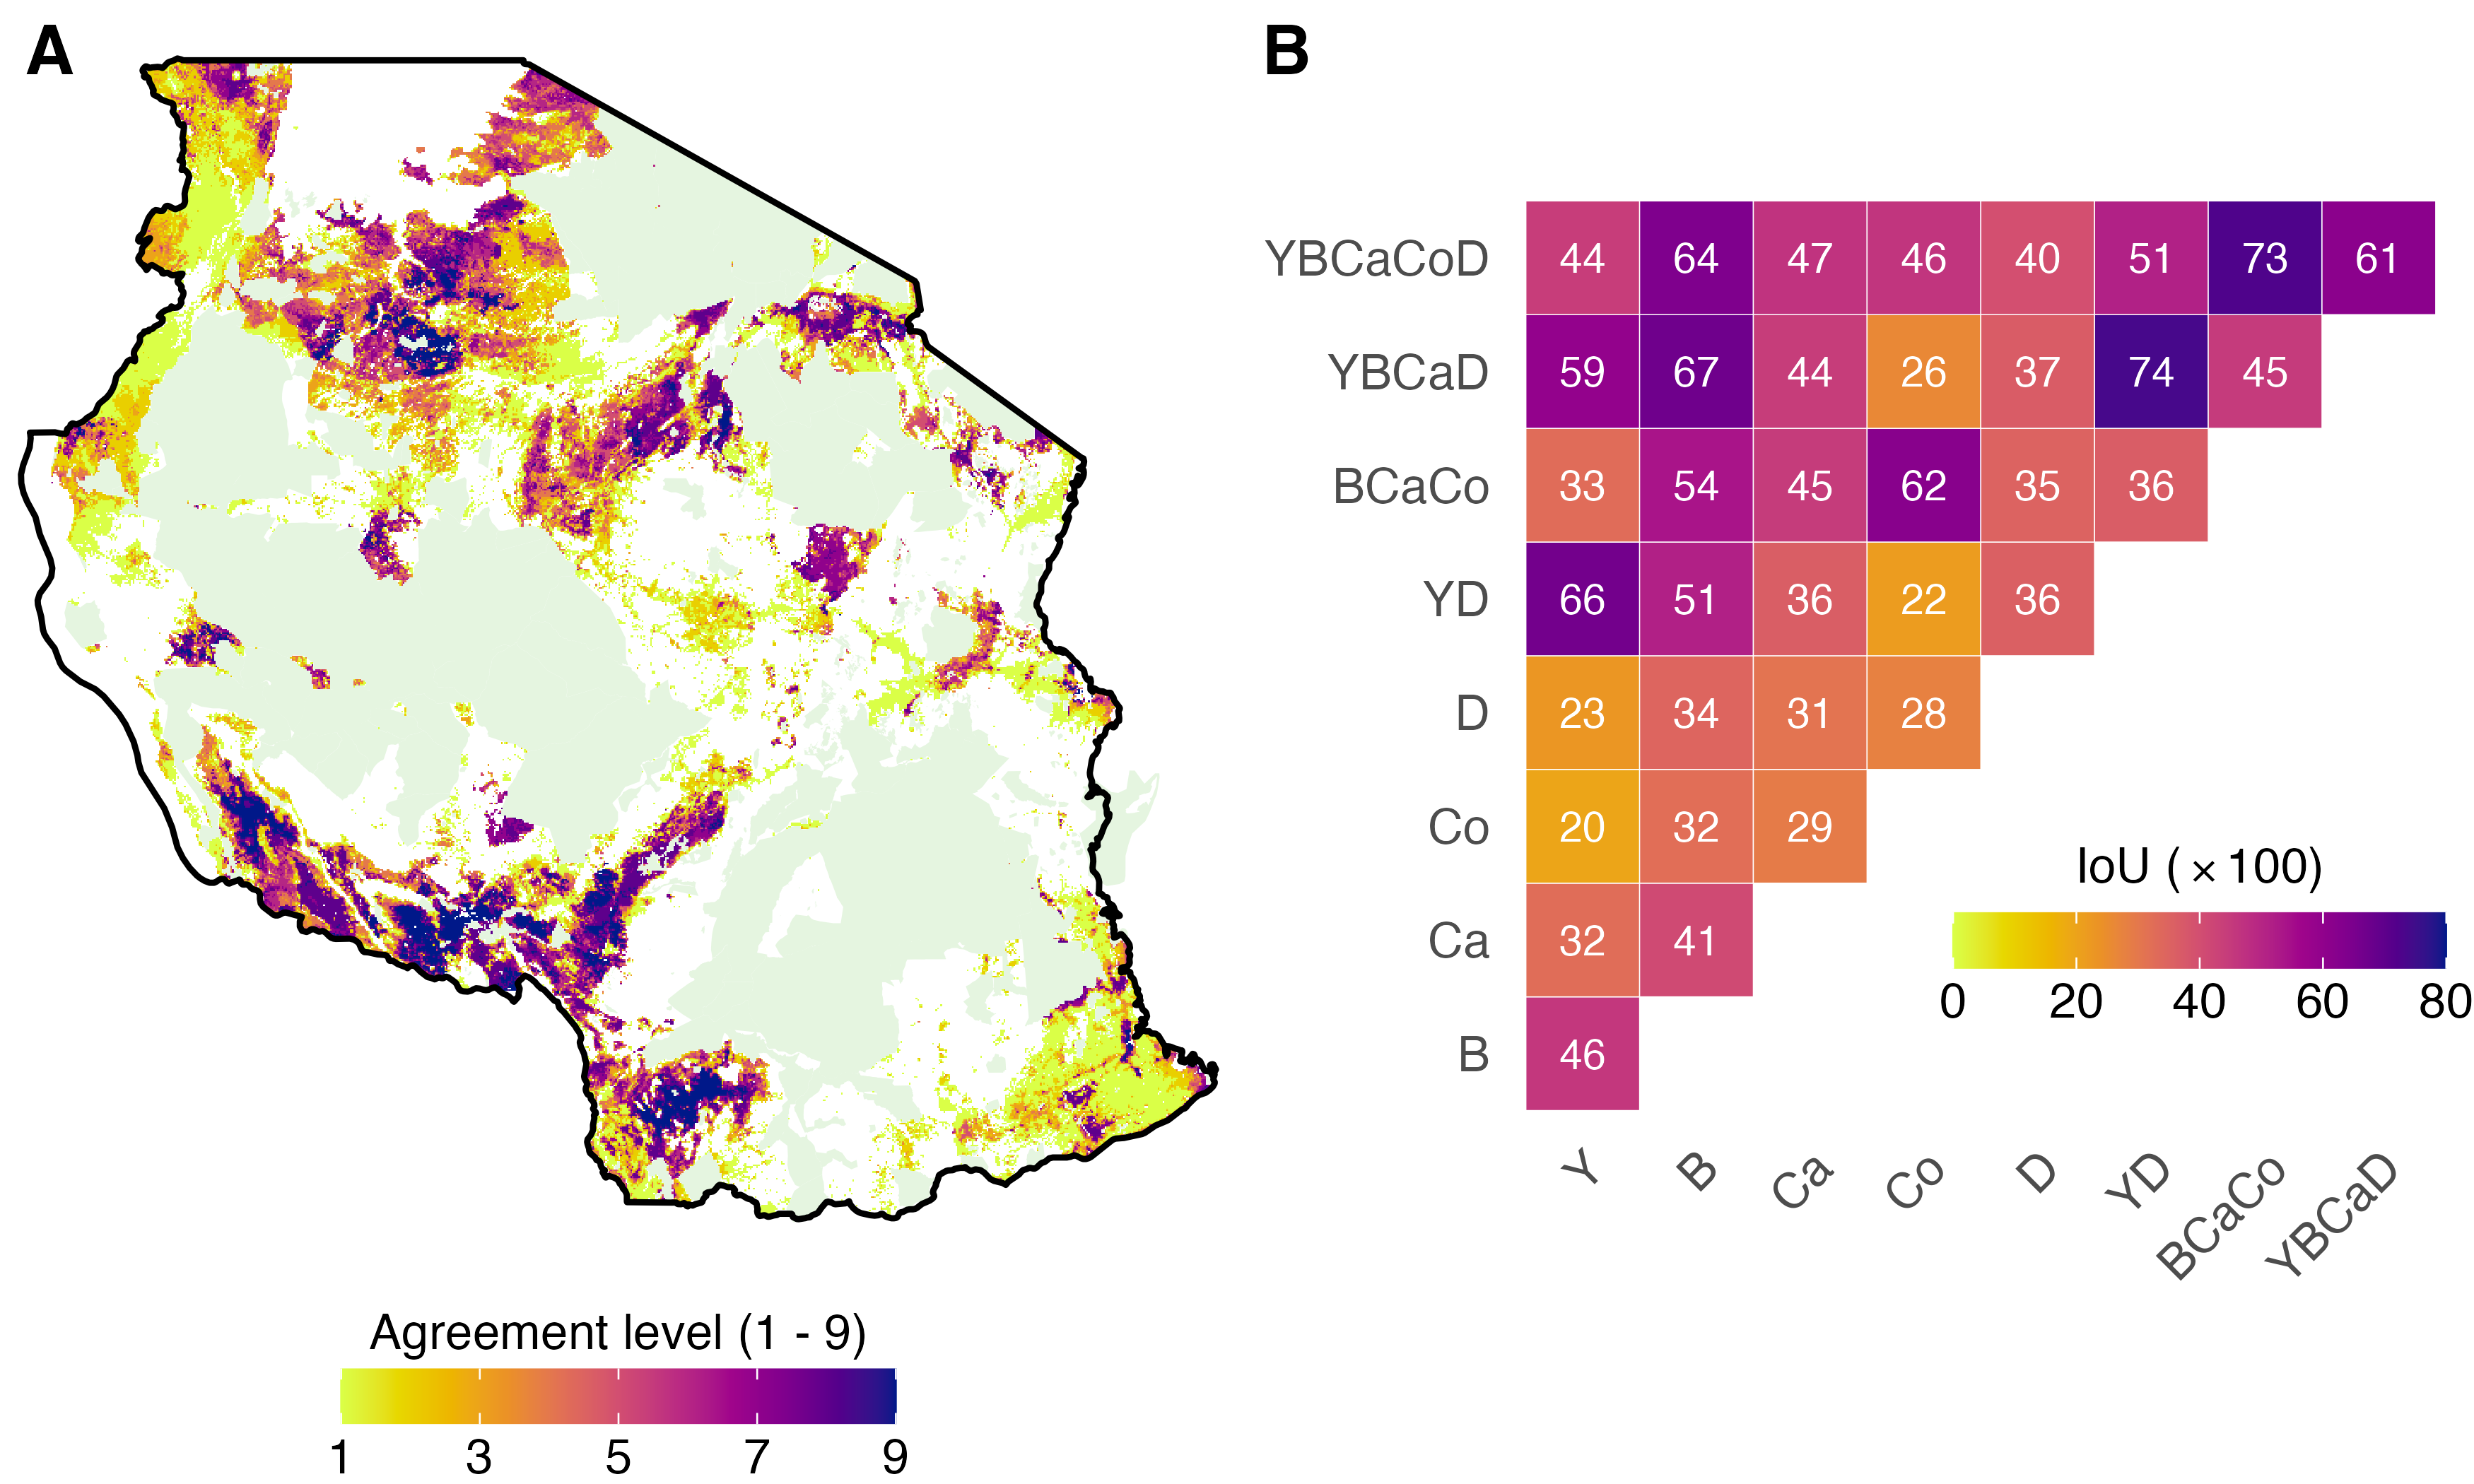 A
B
YBCaCoD 44 64 47 46 40 51 73 61
YBCaD 59 67 44 26 37 74 45
BCaCo 33 54 45 62 35 36
YD 66 51 36 22 36
D 23 34 31 28
Co 20 32 29
Ca 32 41
B 46
Y B Ca Co D YD BCaCo YBCaD
IoU (×100)
0 20 40 60 80
Agreement level (1 - 9)
1 3 5 7 9